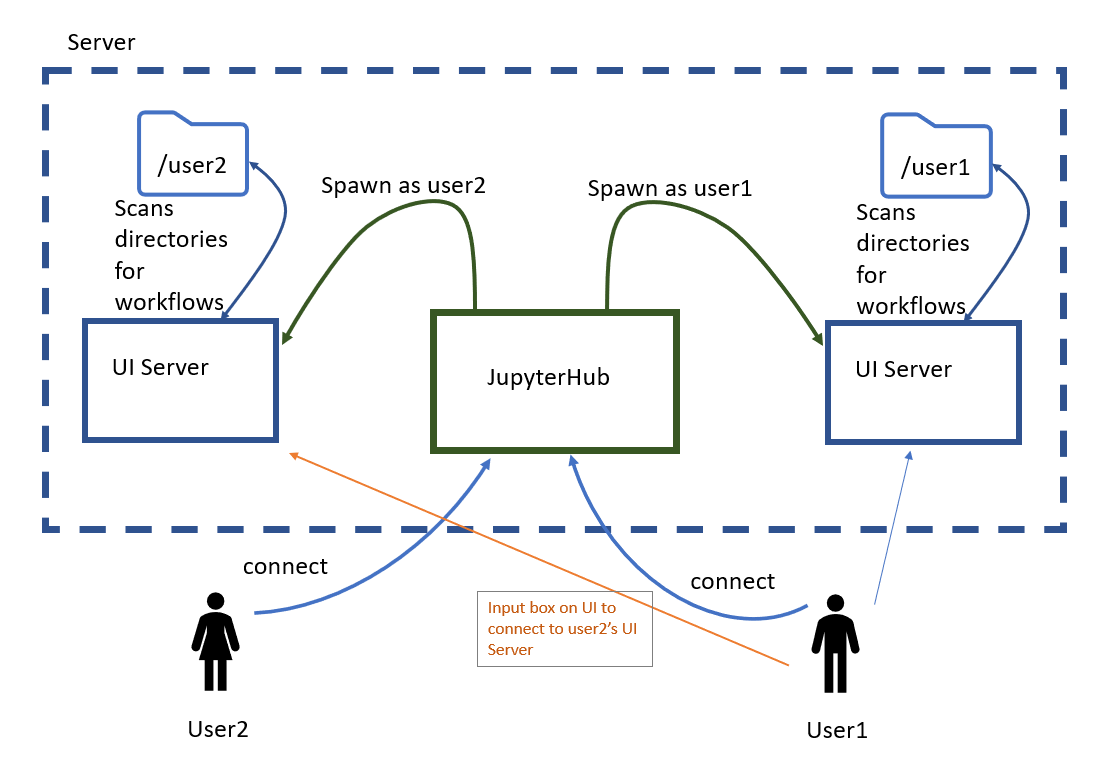 Server
/user2
Scans
directories
for
workflows
UI Server
Spawn as user2
Spawn as user1
JupyterHub
/user1
Scans
directories
for
workflows
UI Server
connect
connect
Input box on UI to
connect to user2’s UI
Server
User2
User1